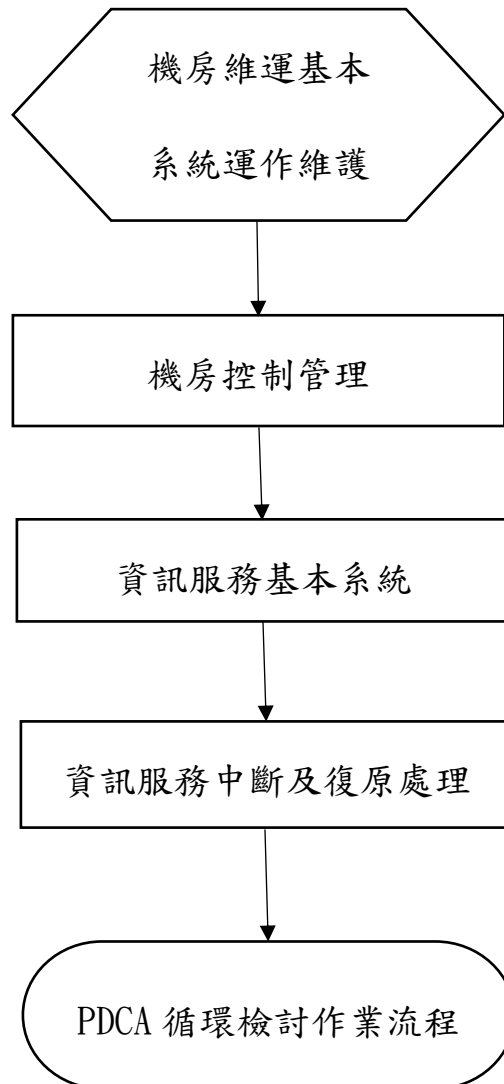 機房維運基本
系統運作維護
機房控制管理
資訊服務基本系統
資訊服務中斷及復原處理
PDCA 循環檢討作業流程